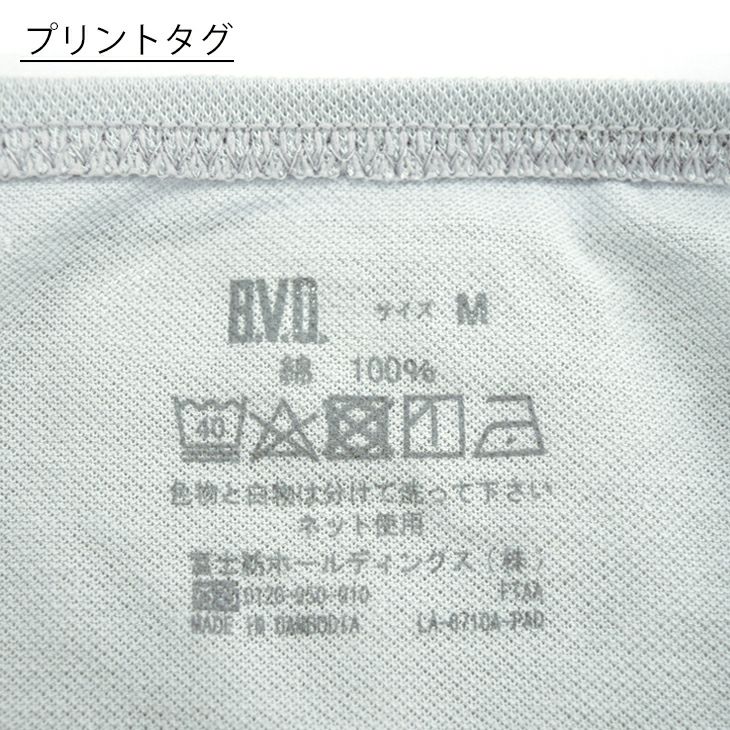 プリントタグ
B.V.D. サイズ M
綿 100%
40
色物と白物は分けて洗って下さい
ネット使用
富士紡ホールディングス(株)
0120-950-910 FTAA
MADE IN CAMBODIA LA-6710A-PAD